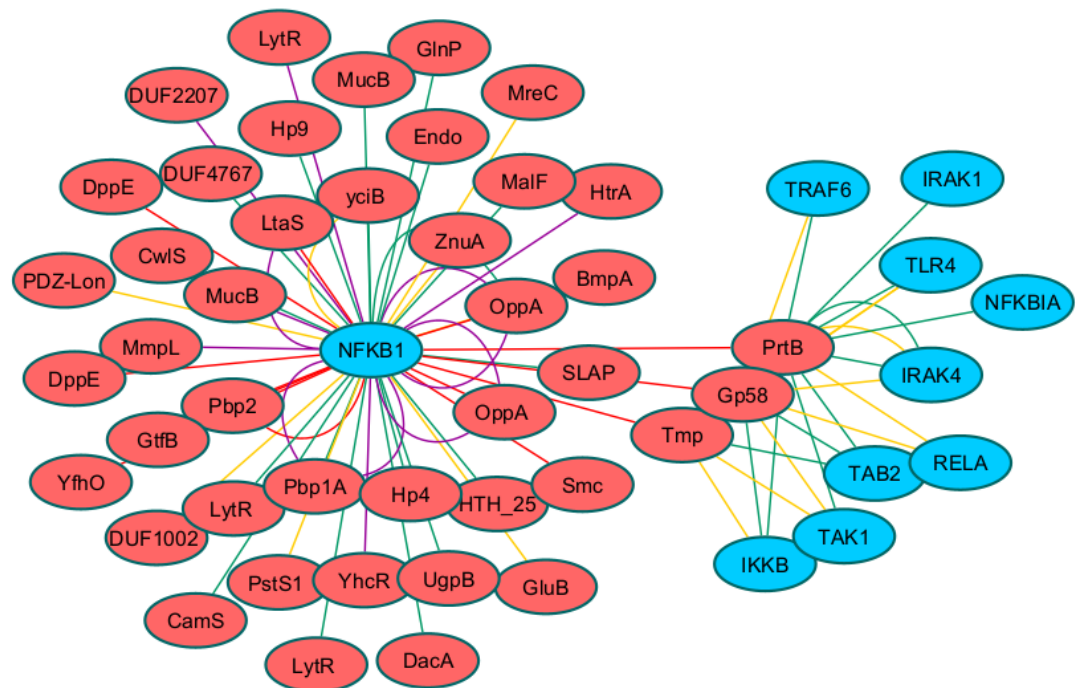 LytR
GlnP
MucB
MreC
DUF2207
Hp9
Endo
TRAF6
IRAK1
DUF4767
DppE
yciB
MalF
HtrA
LtaS
ZnuA
CwlS
TLR4
PDZ-Lon
MucB
BmpA
OppA
NFKBIA
MmpL
NFKB1
PrtB
DppE
SLAP
IRAK4
Pbp2
Gp58
OppA
GtfB
Tmp
YfhO
Pbp1A
Hp4
HTH_25
Smc
TAB2
RELA
LytR
DUF1002
TAK1
IKKB
PstS1
YhcR
UgpB
GluB
CamS
LytR
DacA